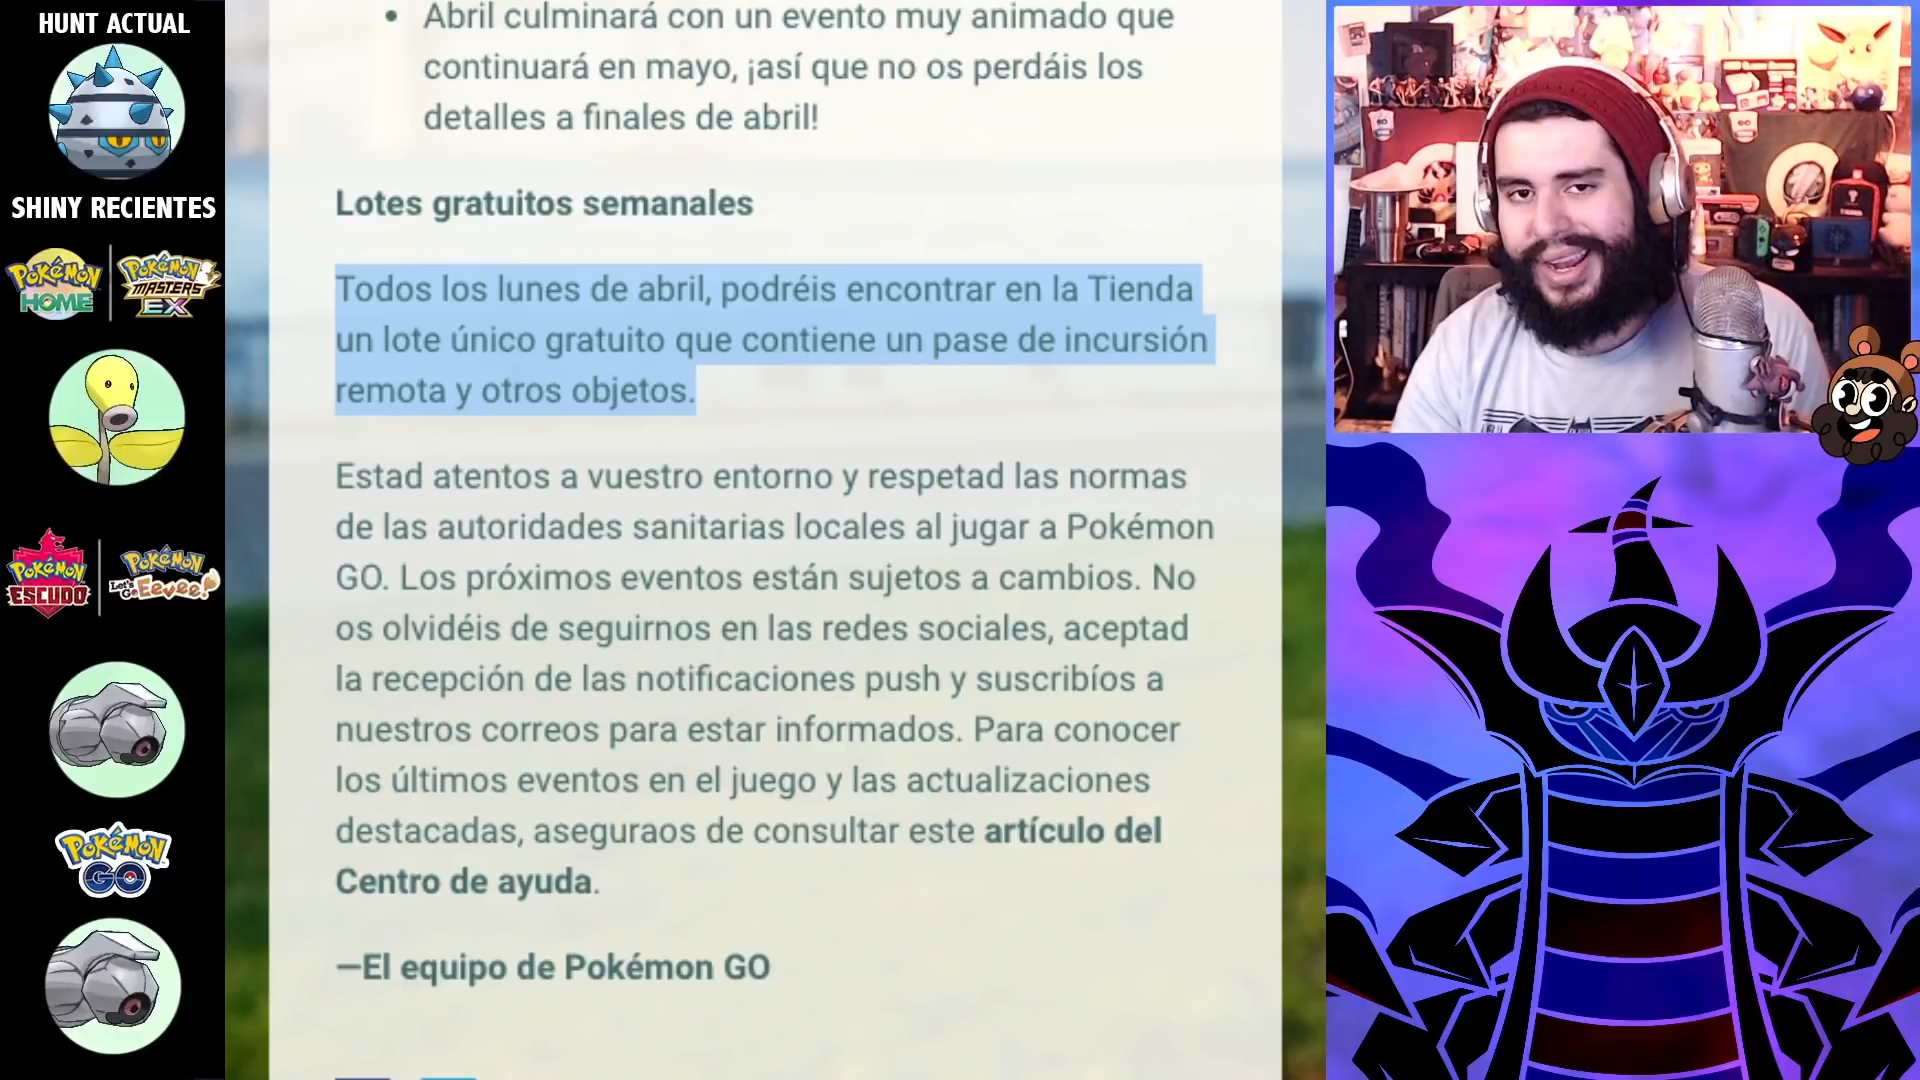 HUNT ACTUAL
SHINY RECIENTES
POKéMON
HOME
POKéMON
MASTERS
EX
POKéMON
ESCUDO
POKéMON
Let's Go, Eevee!
POKéMON
GO
• Abril culminará con un evento muy animado que
continuará en mayo, ¡así que no os perdáis los
detalles a finales de abril!
Lotes gratuitos semanales
Todos los lunes de abril, podréis encontrar en la Tienda
un lote único gratuito que contiene un pase de incursión
remota y otros objetos.
Estad atentos a vuestro entorno y respetad las normas
de las autoridades sanitarias locales al jugar a Pokémon
GO. Los próximos eventos están sujetos a cambios. No
os olvidéis de seguirnos en las redes sociales, aceptad
la recepción de las notificaciones push y suscribíos a
nuestros correos para estar informados. Para conocer
los últimos eventos en el juego y las actualizaciones
destacadas, aseguraos de consultar este artículo del
Centro de ayuda.
—El equipo de Pokémon GO